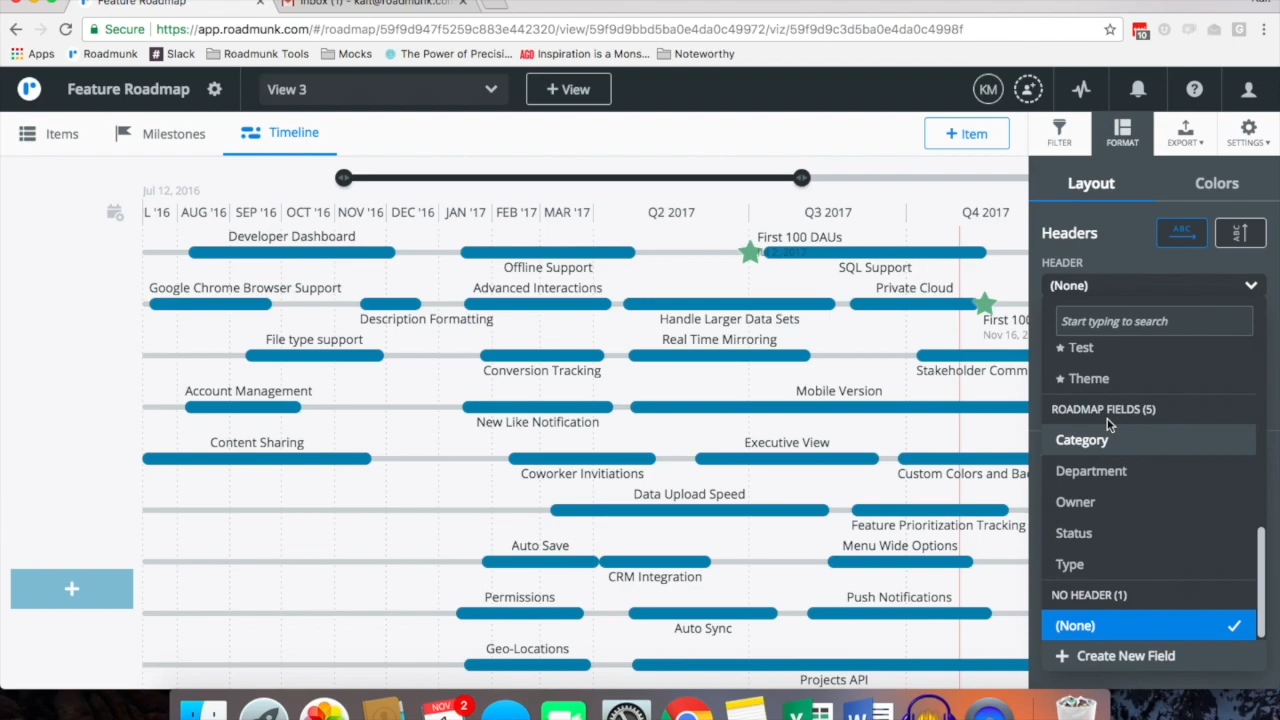 Feature Roadmap
Inbox (1) - kait@roadmunk.co
Kait
Secure https://app.roadmunk.com/#/roadmap/59f9d947f5259c883e442320/view/59f9d9bbd5ba0e4da0c49972/viz/59f9d9c3d5ba0e4da0c4998f
10
Apps Roadmunk Slack Roadmunk Tools Mocks The Power of Precisi... AGO Inspiration is a Mons... Noteworthy
Feature Roadmap View 3 + View KM
Items Milestones Timeline + Item FILTER FORMAT EXPORT SETTINGS
Layout Colors
Jul 12, 2016
L '16 AUG '16 SEP '16 OCT '16 NOV '16 DEC '16 JAN '17 FEB '17 MAR '17 Q2 2017 Q3 2017 Q4 2017
Headers ABC ABC
HEADER
(None)
Start typing to search
Test
Theme
ROADMAP FIELDS (5)
Category
Department
Owner
Status
Type
NO HEADER (1)
(None)
+ Create New Field
Developer Dashboard First 100 DAUs
Offline Support SQL Support
Google Chrome Browser Support Advanced Interactions Private Cloud
Description Formatting Handle Larger Data Sets First 100
Nov 16, 2
File type support Real Time Mirroring
Conversion Tracking Stakeholder Comm
Account Management Mobile Version
New Like Notification
Content Sharing Executive View
Coworker Invitiations Custom Colors and Ba
Data Upload Speed
Feature Prioritization Tracking
Auto Save Menu Wide Options
CRM Integration
Permissions Push Notifications
Auto Sync
Geo-Locations
Projects API
NOV
2